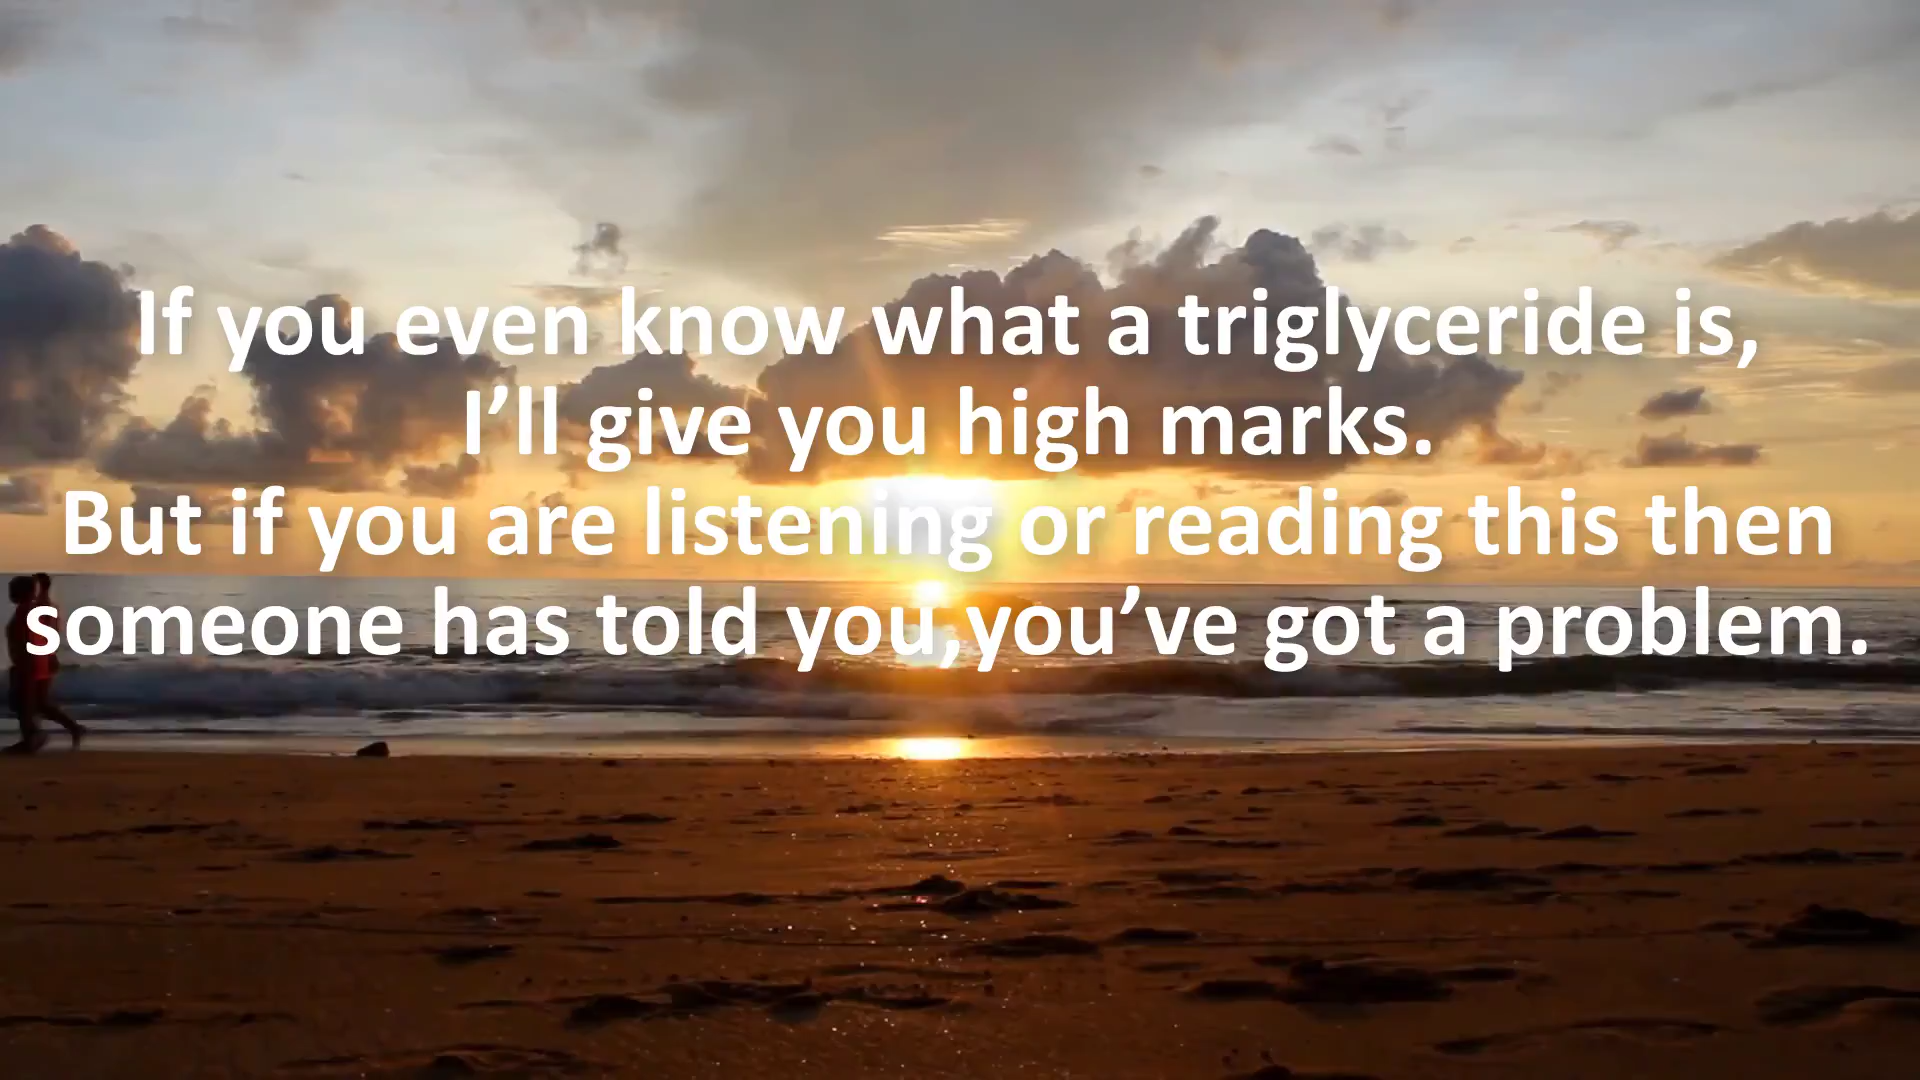 If you even know what a triglyceride is,
I’ll give you high marks.
But if you are listening or reading this then
someone has told you,you’ve got a problem.